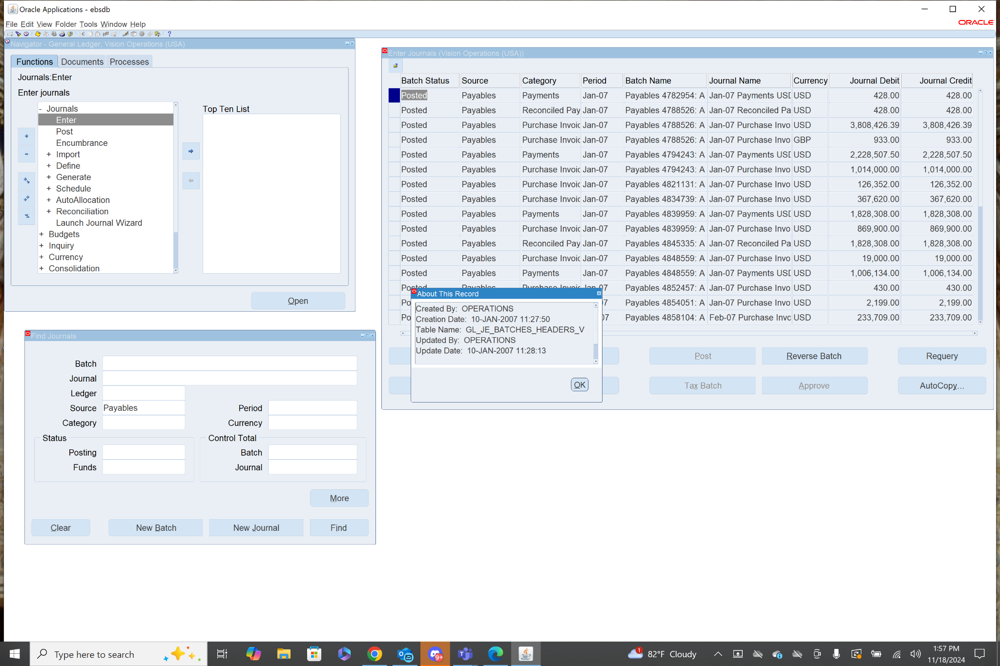 Oracle Applications - ebsdb
File Edit View Folder Tools Window Help
ORACLE
Navigator - General Ledger, Vision Operations (USA)
Functions Documents Processes
Journals:Enter
Enter journals
- Journals
Enter
Post
Encumbrance
+ Import
+ Define
+ Generate
+ Schedule
+ AutoAllocation
+ Reconciliation
Launch Journal Wizard
+ Budgets
+ Inquiry
+ Currency
+ Consolidation
Top Ten List
Open
Enter Journals (Vision Operations (USA))
Batch Status Source Category Period Batch Name Journal Name Currency Journal Debit Journal Credit
Posted Payables Payments Jan-07 Payables 4782954: A Jan-07 Payments USD USD 428.00 428.00
Posted Payables Reconciled Pay Jan-07 Payables 4788526: A Jan-07 Reconciled Pa USD 428.00 428.00
Posted Payables Purchase Invoic Jan-07 Payables 4788526: A Jan-07 Purchase Invo USD 3,808,426.39 3,808,426.39
Posted Payables Purchase Invoic Jan-07 Payables 4788526: A Jan-07 Purchase Invo GBP 933.00 933.00
Posted Payables Payments Jan-07 Payables 4794243: A Jan-07 Payments USD USD 2,228,507.50 2,228,507.50
Posted Payables Purchase Invoic Jan-07 Payables 4794243: A Jan-07 Purchase Invo USD 1,014,000.00 1,014,000.00
Posted Payables Purchase Invoic Jan-07 Payables 4821131: A Jan-07 Purchase Invo USD 126,352.00 126,352.00
Posted Payables Purchase Invoic Jan-07 Payables 4834739: A Jan-07 Purchase Invo USD 367,620.00 367,620.00
Posted Payables Payments Jan-07 Payables 4839959: A Jan-07 Payments USD USD 1,828,308.00 1,828,308.00
Posted Payables Purchase Invoic Jan-07 Payables 4839959: A Jan-07 Purchase Invo USD 869,900.00 869,900.00
Posted Payables Reconciled Pay Jan-07 Payables 4845335: A Jan-07 Reconciled Pa USD 1,828,308.00 1,828,308.00
Posted Payables Purchase Invoic Jan-07 Payables 4848559: A Jan-07 Purchase Invo USD 19,000.00 19,000.00
Posted Payables Payments Jan-07 Payables 4848559: A Jan-07 Payments USD USD 1,006,134.00 1,006,134.00
Posted Payables Purchase Invoic Jan-07 Payables 4852457: A Jan-07 Purchase Invo USD 430.00 430.00
Po 7 Payables 4854051: A Jan-07 Purchase Invo USD 2,199.00 2,199.00
Po 07 Payables 4858104: A Feb-07 Purchase Invc USD 233,709.00 233,709.00
Post Reverse Batch Requery
Tax Batch Approve AutoCopy...
About This Record
Created By: OPERATIONS
Creation Date: 10-JAN-2007 11:27:50
Table Name: GL_JE_BATCHES_HEADERS_V
Updated By: OPERATIONS
Update Date: 10-JAN-2007 11:28:13
OK
Find Journals
Batch
Journal
Ledger
Source Payables Period
Category Currency
Status Control Total
Posting Batch
Funds Journal
More
Clear New Batch New Journal Find
Type here to search
9+
1
82°F Cloudy
1:57 PM
11/18/2024